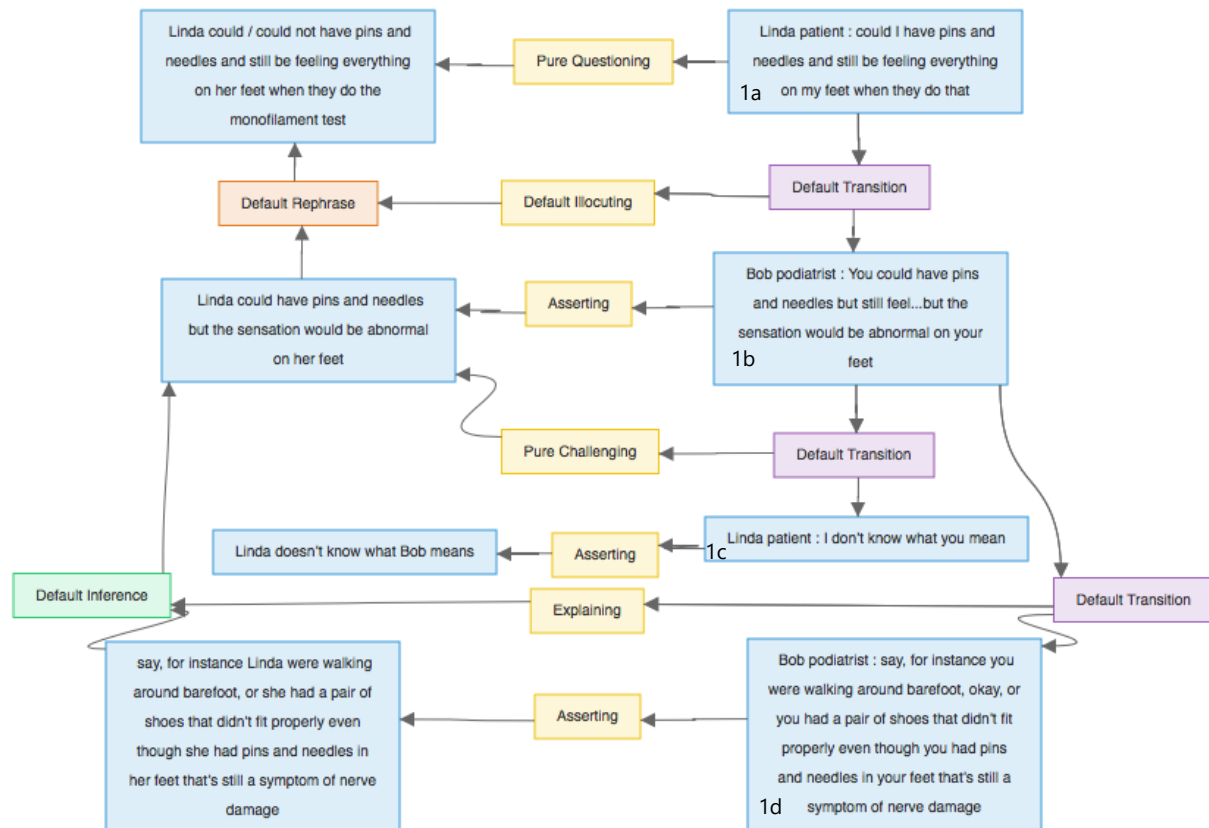 Linda could / could not have pins and
needles and still be feeling everything
on her feet when they do the
monofilament test
Pure Questioning
Linda patient : could I have pins and
needles and still be feeling everything
on my feet when they do that
1a
Default Rephrase
Default Illocuting
Default Transition
Linda could have pins and needles
but the sensation would be abnormal
on her feet
Asserting
Bob podiatrist : You could have pins
and needles but still feel...but the
sensation would be abnormal on your
feet
1b
Pure Challenging
Default Transition
Linda doesn't know what Bob means
Asserting
1c
Linda patient : I don't know what you mean
Default Inference
Explaining
Default Transition
say, for instance Linda were walking
around barefoot, or she had a pair of
shoes that didn't fit properly even
though she had pins and needles in
her feet that's still a symptom of nerve
damage
Asserting
Bob podiatrist : say, for instance you
were walking around barefoot, okay, or
you had a pair of shoes that didn't fit
properly even though you had pins
and needles in your feet that's still a
symptom of nerve damage
1d